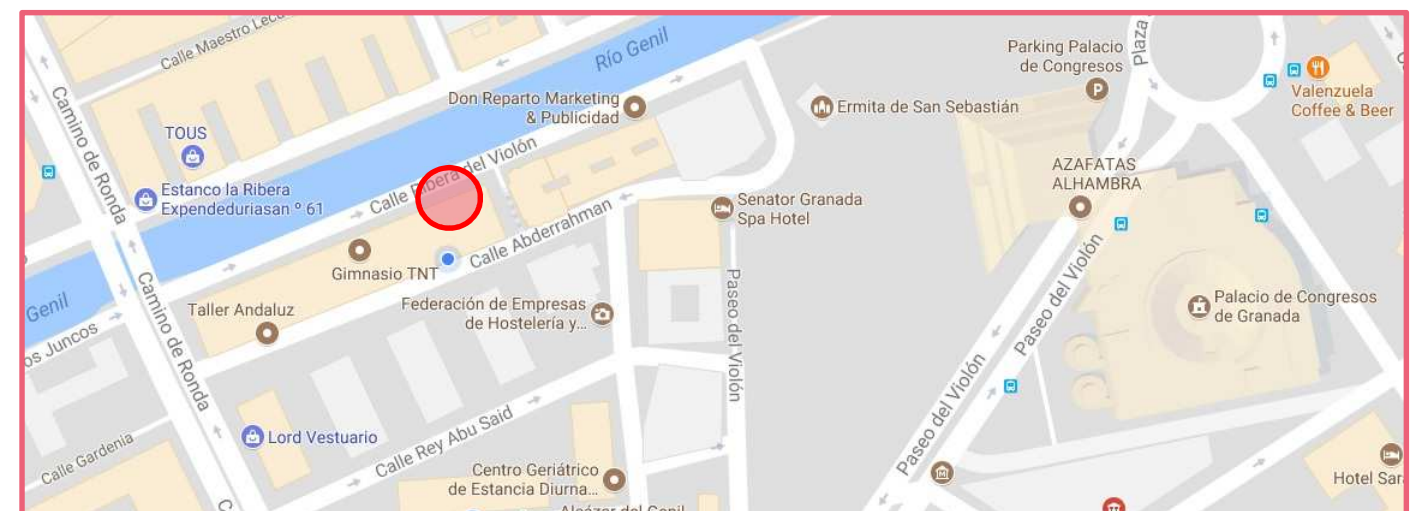 Calle Maestro Lec
Río Genil
Parking Palacio
de Congresos
Plaza
Valenzuela
Coffee & Beer
Don Reparto Marketing
& Publicidad
Ermita de San Sebastián
Camino de Ronda
TOUS
Estanco la Ribera
Expendeduriasan º 61
Calle Ribera del Violón
AZAFATAS
ALHAMBRA
Senator Granada
Spa Hotel
Calle Abderrahman
Gimnasio TNT
Genil
Camino de Ronda
Taller Andaluz
Federación de Empresas
de Hostelería y...
Paseo del Violón
Paseo del Violón
Palacio de Congresos
de Granada
os Juncos
Paseo del Violón
Lord Vestuario
Calle Rey Abu Said
Calle Gardenia
Centro Geriátrico
de Estancia Diurna...
Hotel Sar
Alcázar del Genil
C
P
M